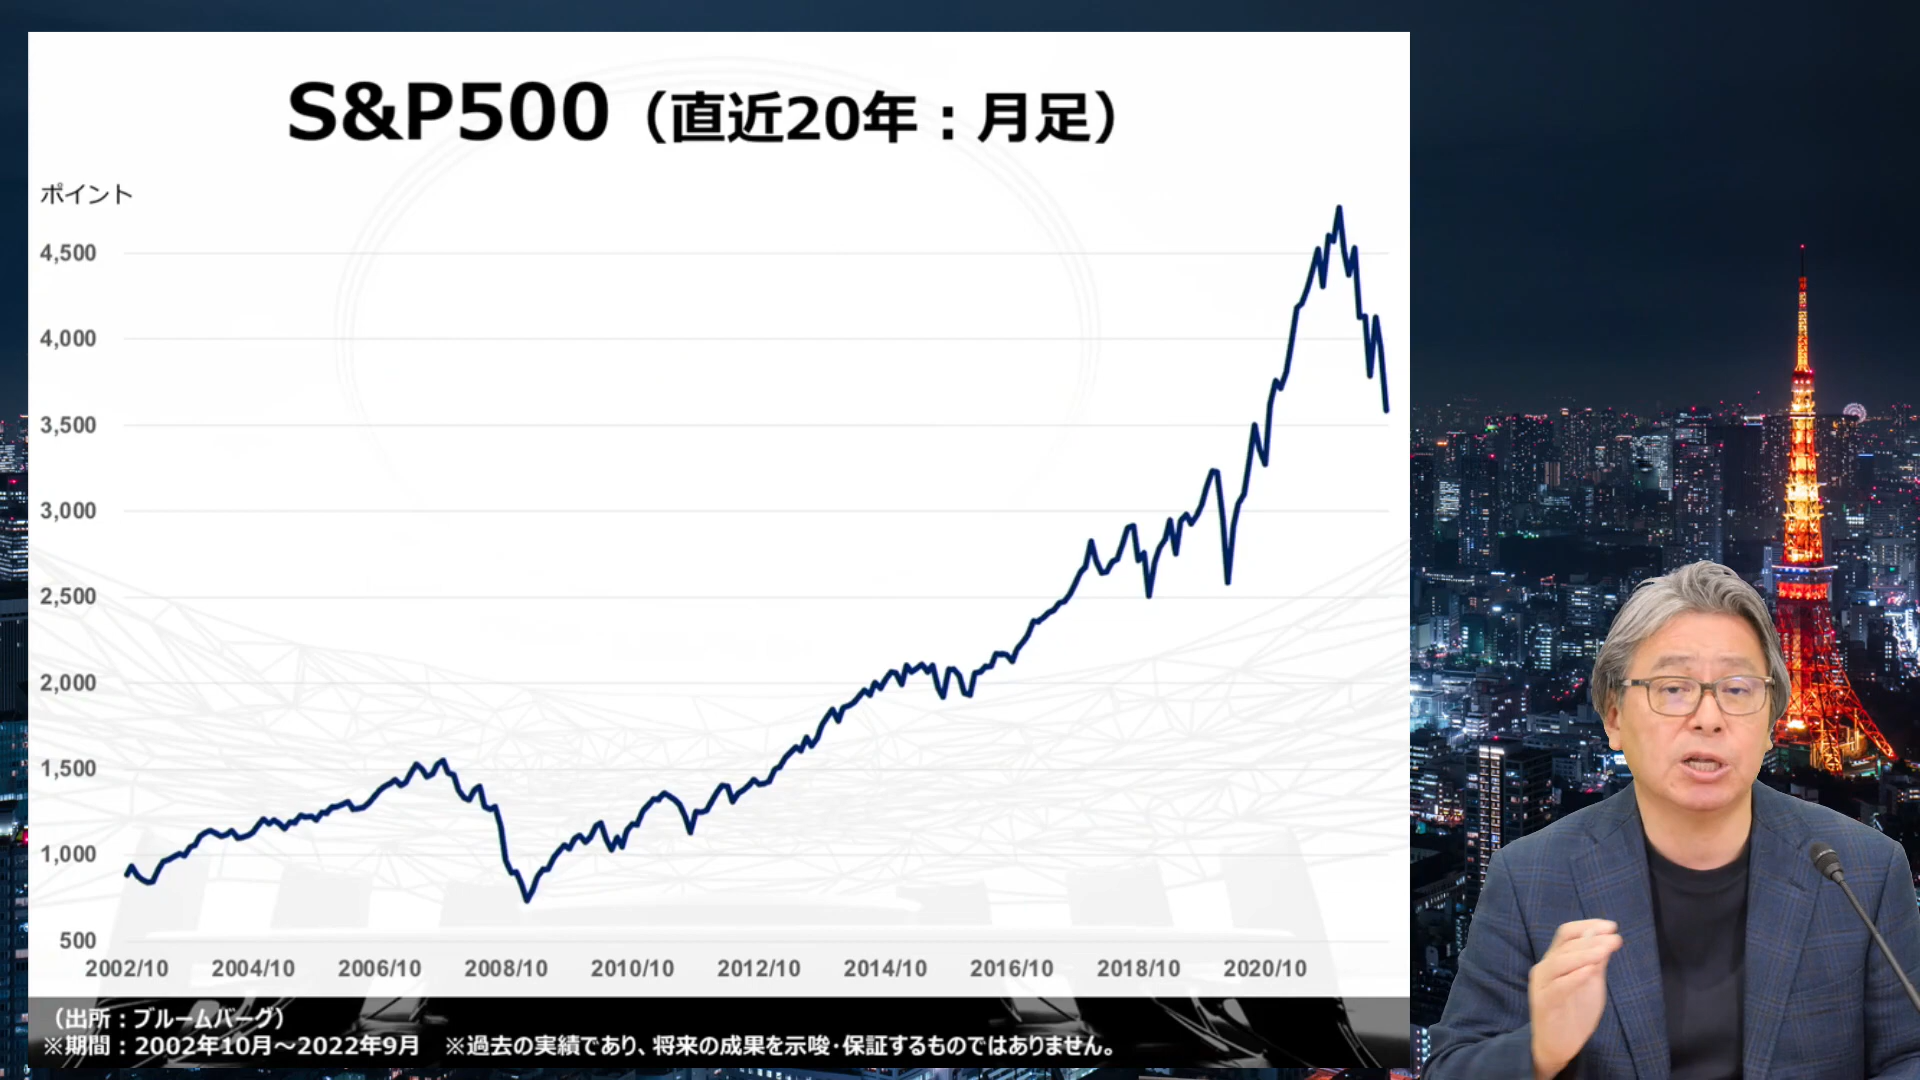 S&P500（直近20年：月足）
ポイント
4,500
4,000
3,500
3,000
2,500
2,000
1,500
1,000
500
2002/10 2004/10 2006/10 2008/10 2010/10 2012/10 2014/10 2016/10 2018/10 2020/10
（出所：ブルームバーグ）
※期間：2002年10月～2022年9月 ※過去の実績であり、将来の成果を示唆・保証するものではありません。